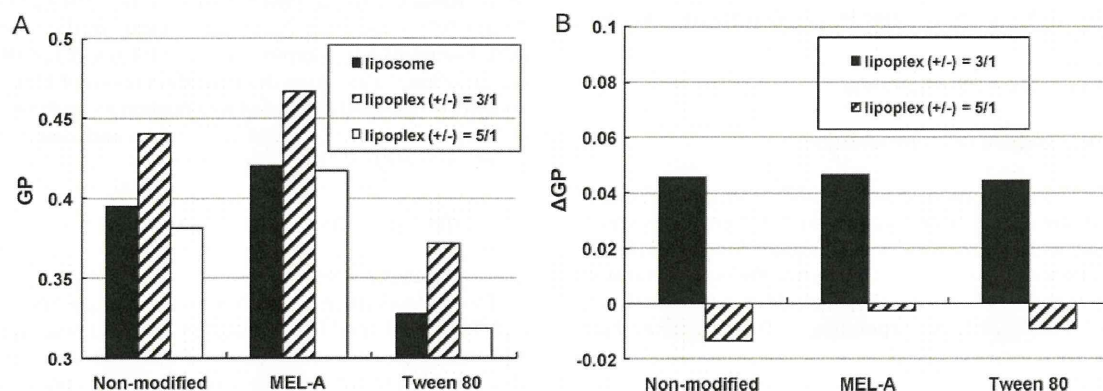 A
0.5
0.45
0.4
0.35
0.3
GP
liposome
lipoplex (+/-) = 3/1
lipoplex (+/-) = 5/1
Non-modified
MEL-A
Tween 80
B
0.1
0.08
0.06
0.04
0.02
0
-0.02
ΔGP
lipoplex (+/-) = 3/1
lipoplex (+/-) = 5/1
Non-modified
MEL-A
Tween 80